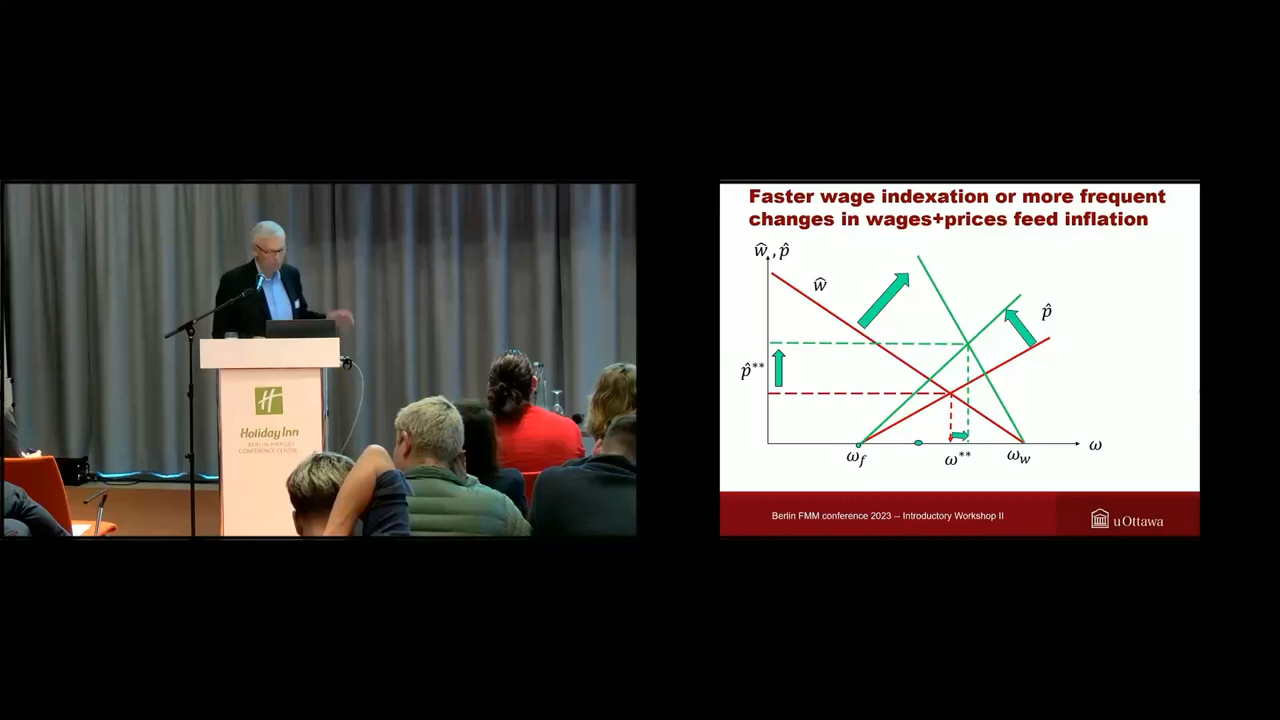 Holiday Inn
BERLIN AIRPORT
CONFERENCE CENTRE
Faster wage indexation or more frequent
changes in wages+prices feed inflation
ŵ , p̂
ŵ
p̂
p̂**
ω
ω_f
ω**
ω_w
Berlin FMM conference 2023 -- Introductory Workshop II
uOttawa